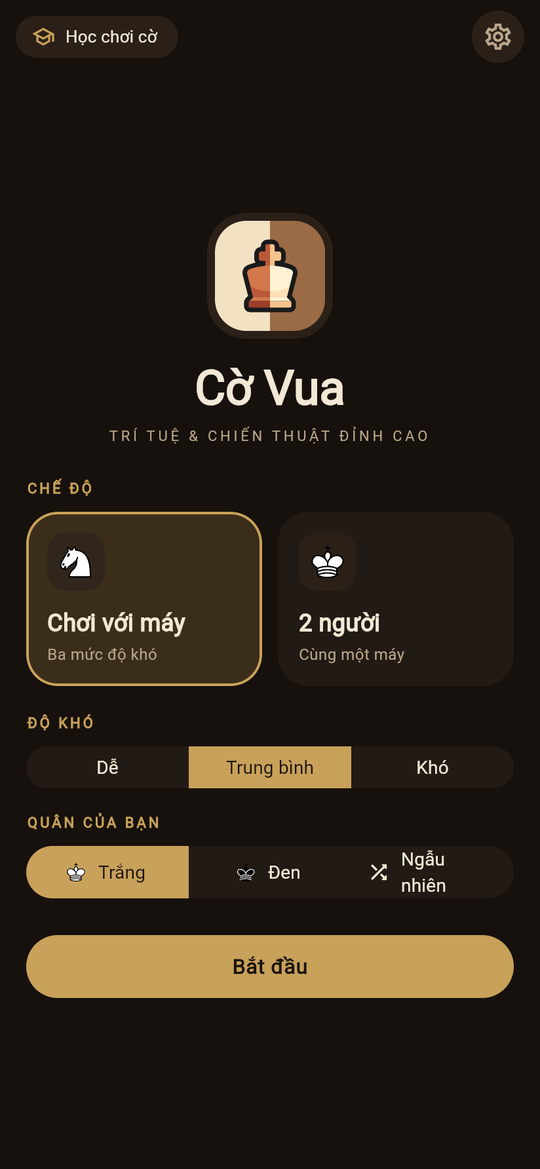 Học chơi cờ
Cờ Vua
TRÍ TUỆ & CHIẾN THUẬT ĐỈNH CAO
CHẾ ĐỘ
Chơi với máy
Ba mức độ khó
2 người
Cùng một máy
ĐỘ KHÓ
Dễ
Trung bình
Khó
QUÂN CỦA BẠN
Trắng
Đen
Ngẫu
nhiên
Bắt đầu